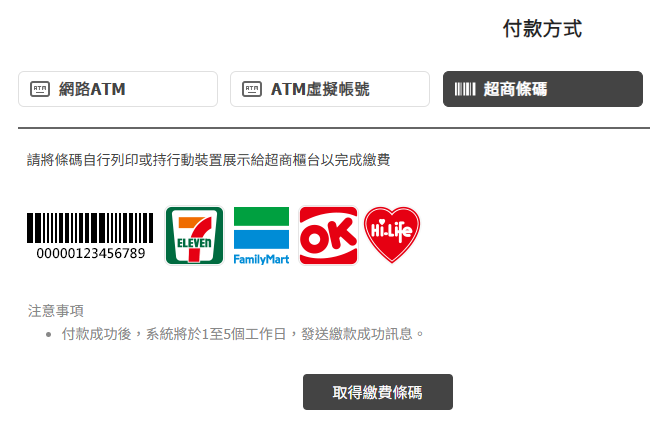 付款方式
ATM 網路ATM
ATM ATM虛擬帳號
超商條碼
請將條碼自行列印或持行動裝置展示給超商櫃台以完成繳費
00000123456789
7 ELEVEN
FamilyMart
OK
Hi-Life
注意事項
• 付款成功後，系統將於1至5個工作日，發送繳款成功訊息。
取得繳費條碼